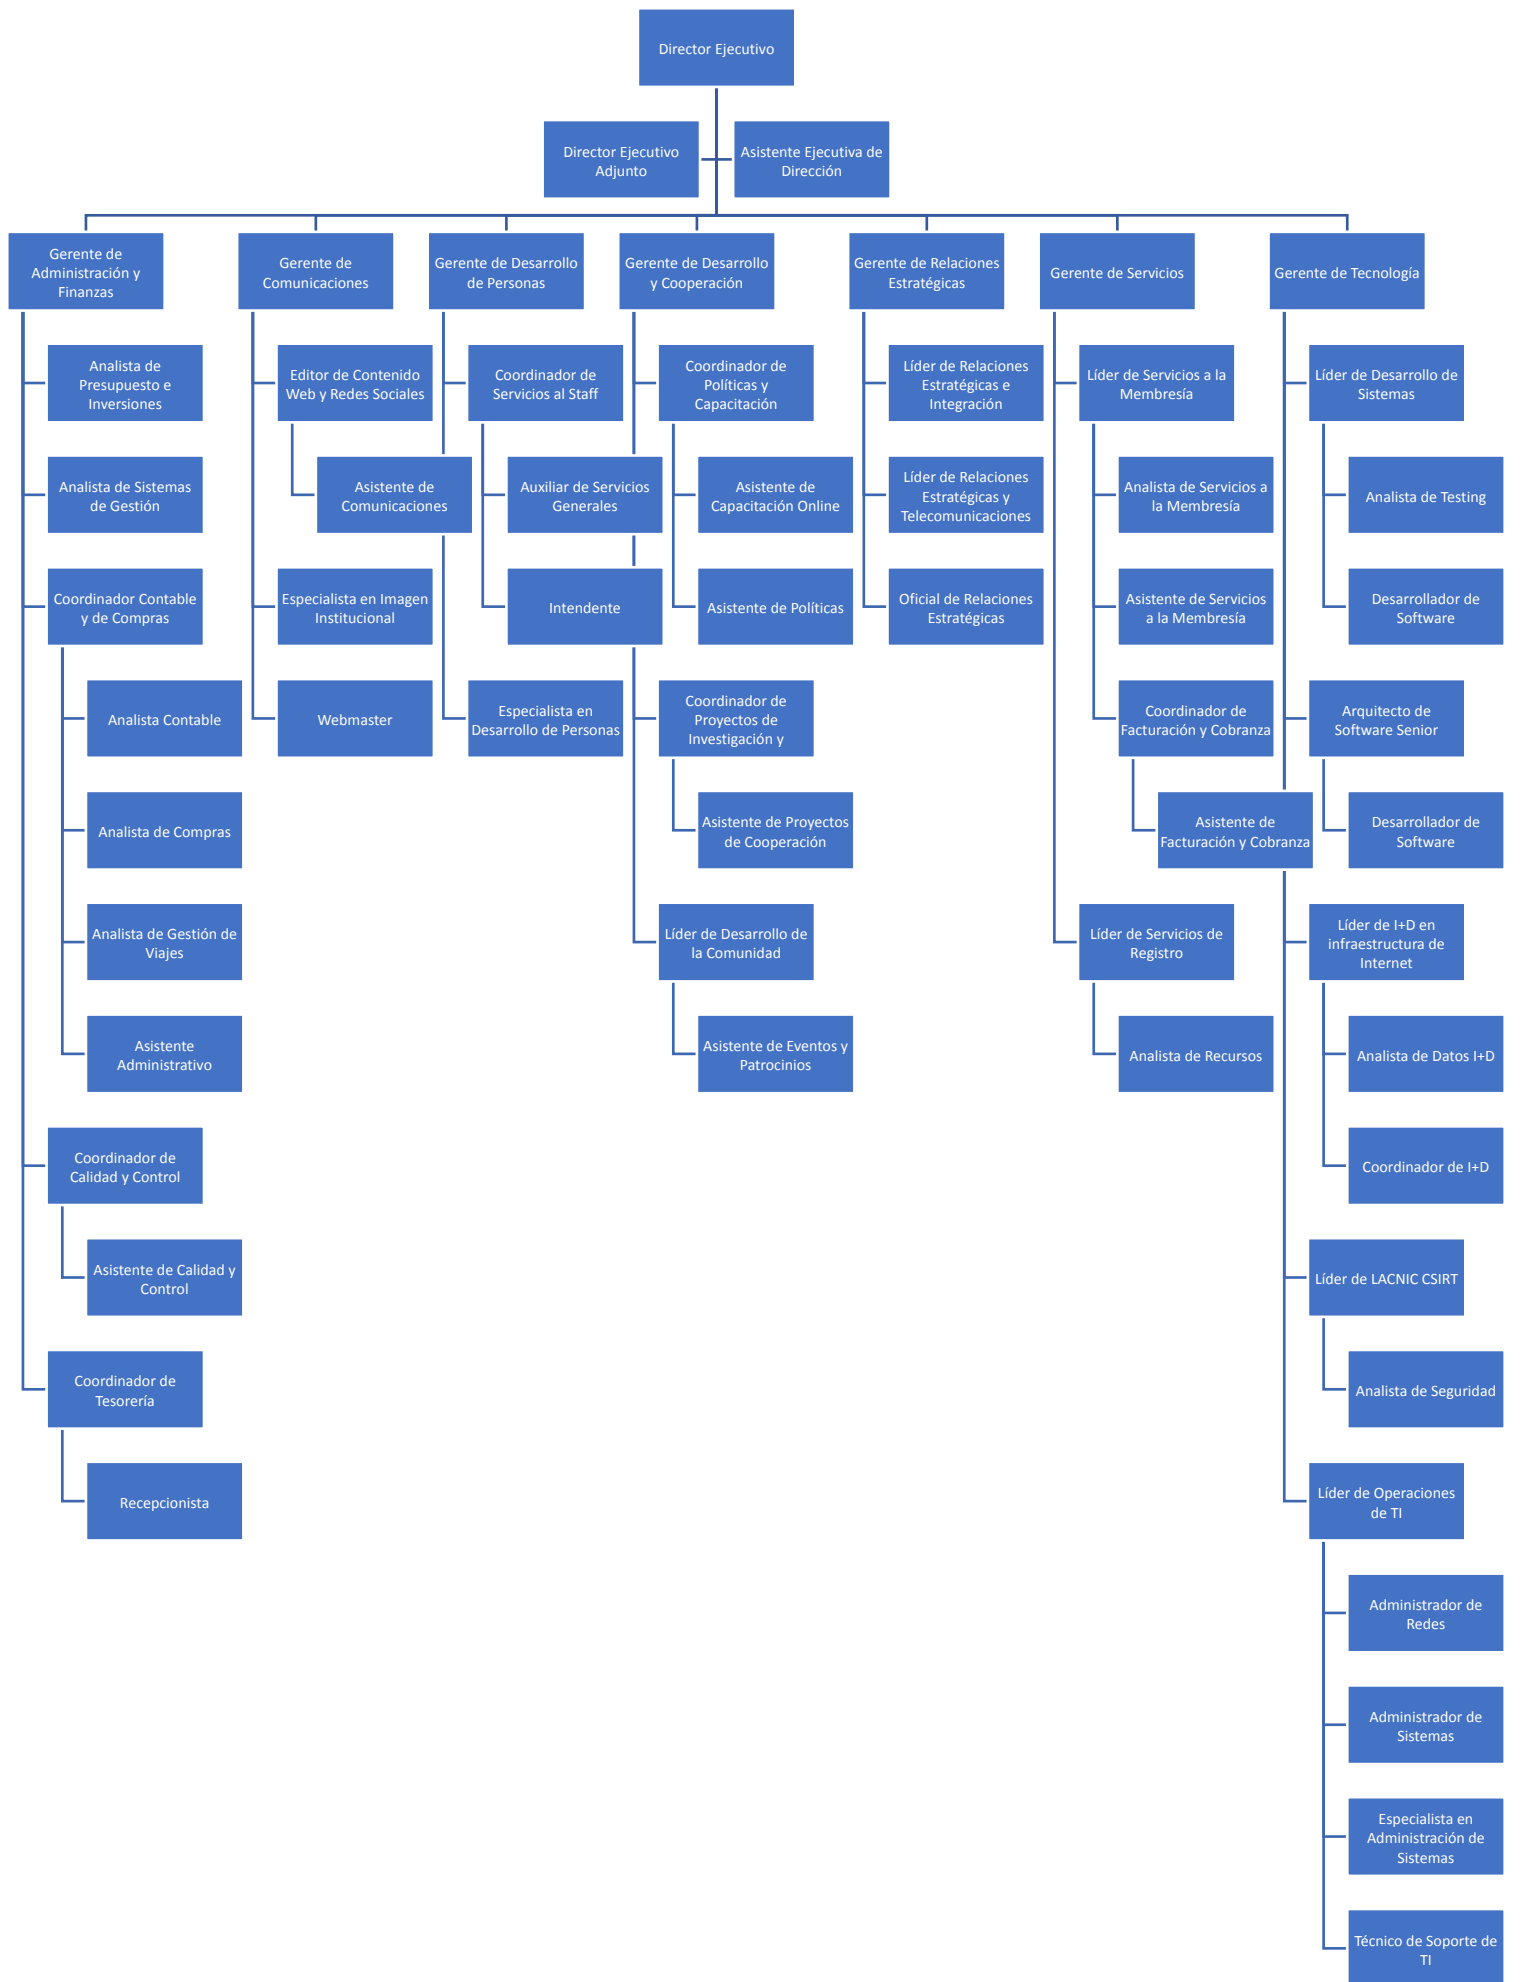 Director Ejecutivo
Director Ejecutivo
Adjunto
Asistente Ejecutiva de
Dirección
Gerente de
Administración y
Finanzas
Gerente de
Comunicaciones
Gerente de Desarrollo
de Personas
Gerente de Desarrollo
y Cooperación
Gerente de Relaciones
Estratégicas
Gerente de Servicios
Gerente de Tecnología
Analista de
Presupuesto e
Inversiones
Editor de Contenido
Web y Redes Sociales
Coordinador de
Servicios al Staff
Coordinador de
Políticas y
Capacitación
Líder de Relaciones
Estratégicas e
Integración
Líder de Servicios a la
Membresía
Líder de Desarrollo de
Sistemas
Analista de Sistemas
de Gestión
Asistente de
Comunicaciones
Auxiliar de Servicios
Generales
Asistente de
Capacitación Online
Líder de Relaciones
Estratégicas y
Telecomunicaciones
Analista de Servicios a
la Membresía
Analista de Testing
Coordinador Contable
y de Compras
Especialista en Imagen
Institucional
Intendente
Asistente de Políticas
Oficial de Relaciones
Estratégicas
Asistente de Servicios
a la Membresía
Desarrollador de
Software
Analista Contable
Webmaster
Especialista en
Desarrollo de Personas
Coordinador de
Proyectos de
Investigación y
Coordinador de
Facturación y Cobranza
Arquitecto de
Software Senior
Analista de Compras
Asistente de Proyectos
de Cooperación
Asistente de
Facturación y Cobranza
Desarrollador de
Software
Analista de Gestión de
Viajes
Líder de Desarrollo de
la Comunidad
Líder de Servicios de
Registro
Líder de I+D en
infraestructura de
Internet
Asistente
Administrativo
Asistente de Eventos y
Patrocinios
Analista de Recursos
Analista de Datos I+D
Coordinador de
Calidad y Control
Coordinador de I+D
Asistente de Calidad y
Control
Líder de LACNIC CSIRT
Coordinador de
Tesorería
Analista de Seguridad
Recepcionista
Líder de Operaciones
de TI
Administrador de
Redes
Administrador de
Sistemas
Especialista en
Administración de
Sistemas
Técnico de Soporte de
TI